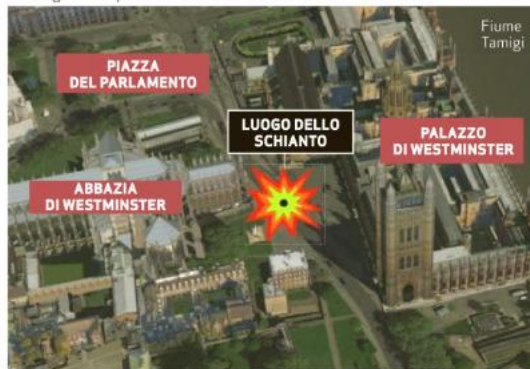 Fiume
Tamigi
PIAZZA
DEL PARLAMENTO
LUOGO DELLO
SCHIANTO
PALAZZO
DI WESTMINSTER
ABBAZIA
DI WESTMINSTER